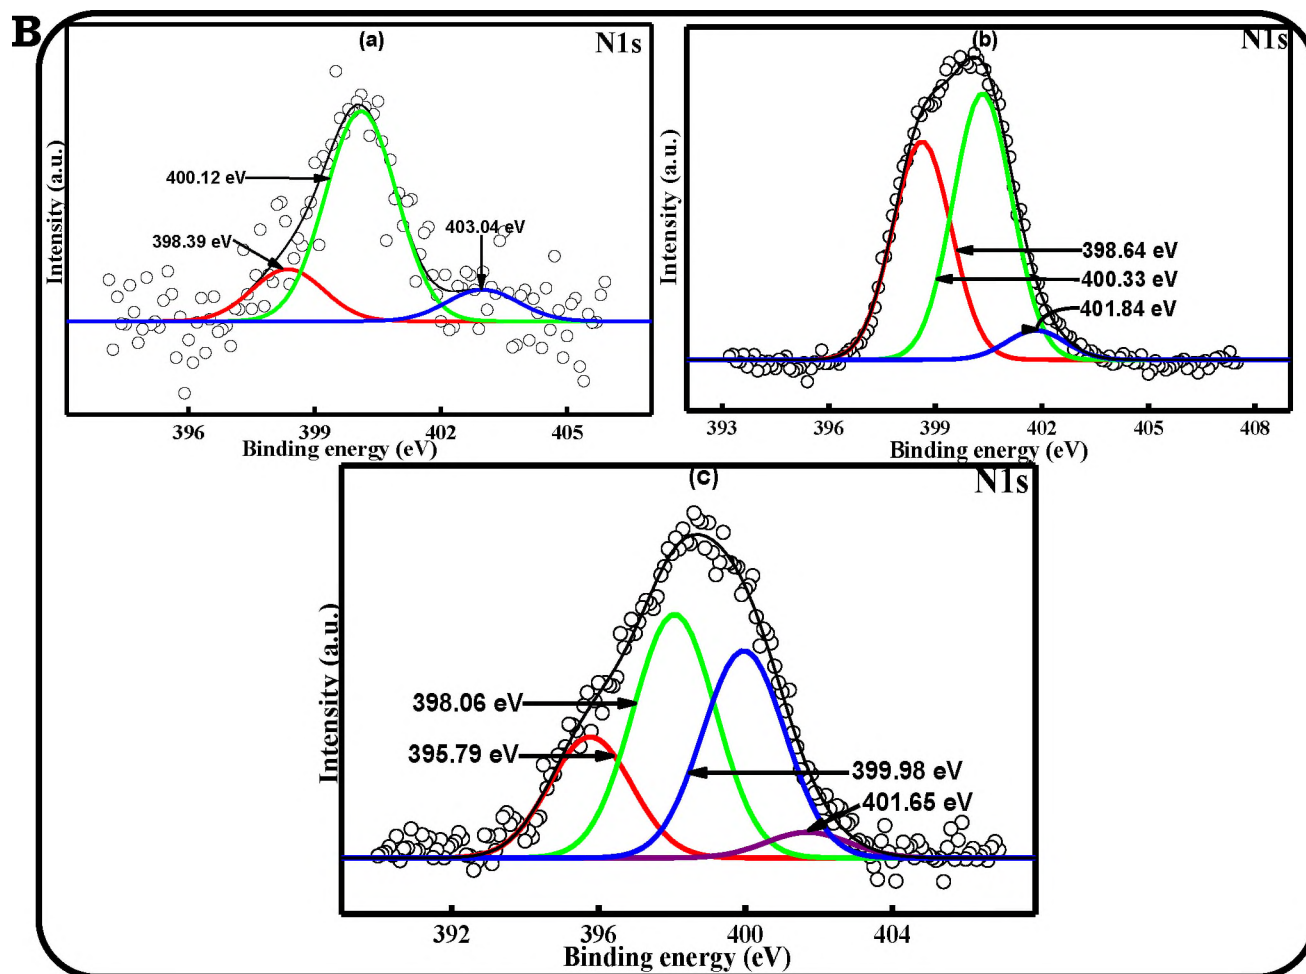 B
(a)
N1s
Intensity (a.u.)
400.12 eV
398.39 eV
403.04 eV
396
399
402
405
Binding energy (eV)
(b)
N1s
Intensity (a.u.)
398.64 eV
400.33 eV
401.84 eV
393
396
399
402
405
408
Binding energy (eV)
(C)
N1s
Intensity (a.u.)
398.06 eV
395.79 eV
399.98 eV
401.65 eV
392
396
400
404
Binding energy (eV)